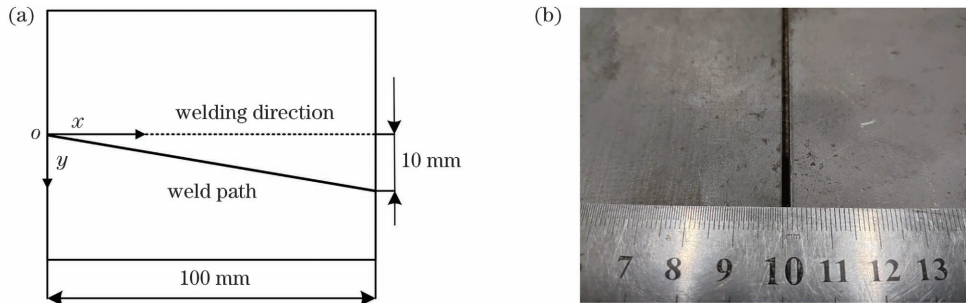 (a)
welding direction
x
o
y
10 mm
weld path
100 mm
(b)
7 8 9 10 11 12 13